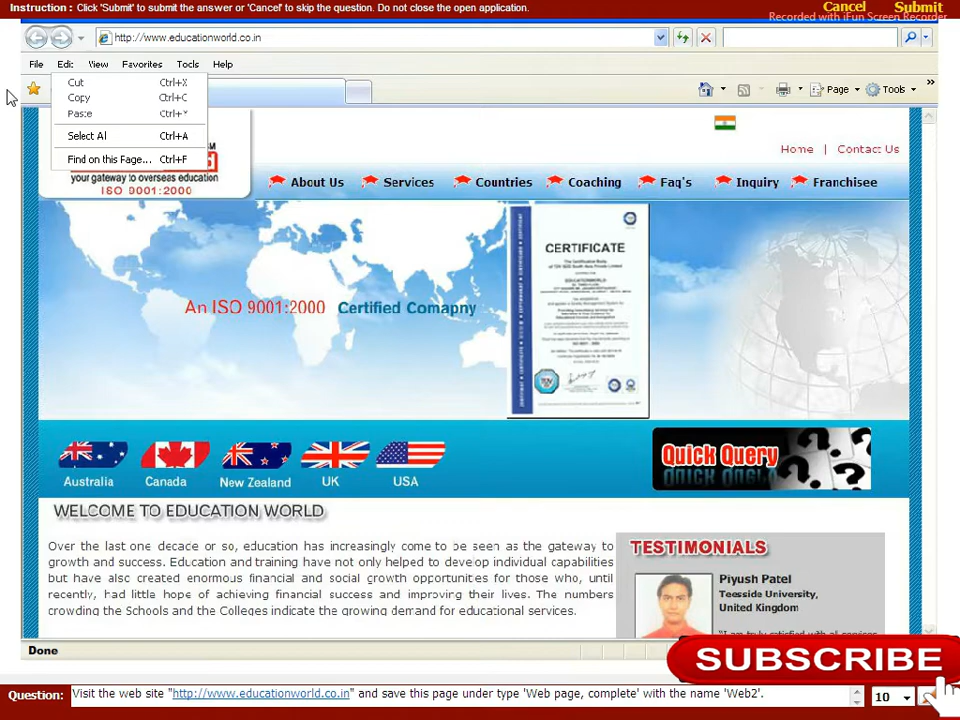 Instruction : Click 'Submit' to submit the answer or 'Cancel' to skip the question. Do not close the open application.
Cancel Submit
Recorded with iFun Screen Recorder
http://www.educationworld.co.in
File Edit View Favorites Tools Help
Cut Ctrl+X
Copy Ctrl+C
Paste Ctrl+V
Select All Ctrl+A
Find on this Page... Ctrl+F
Page Tools
Home | Contact Us
your gateway to overseas education
ISO 9001:2000
About Us Services Countries Coaching Faq's Inquiry Franchisee
CERTIFICATE
An ISO 9001:2000 Certified Comapny
Quick Query
Australia Canada New Zealand UK USA
WELCOME TO EDUCATION WORLD
Over the last one decade or so, education has increasingly come to be seen as the gateway to
growth and success. Education and training have not only helped to develop individual capabilities
but have also created enormous financial and social growth opportunities for those who, until
recently, had little hope of achieving financial success and improving their lives. The numbers
crowding the Schools and the Colleges indicate the growing demand for educational services.
TESTIMONIALS
Piyush Patel
Teesside University,
United Kingdom
"I am truly satisfied with all services
Done
SUBSCRIBE
Question: Visit the web site "http://www.educationworld.co.in" and save this page under type 'Web page, complete' with the name 'Web2'.
10